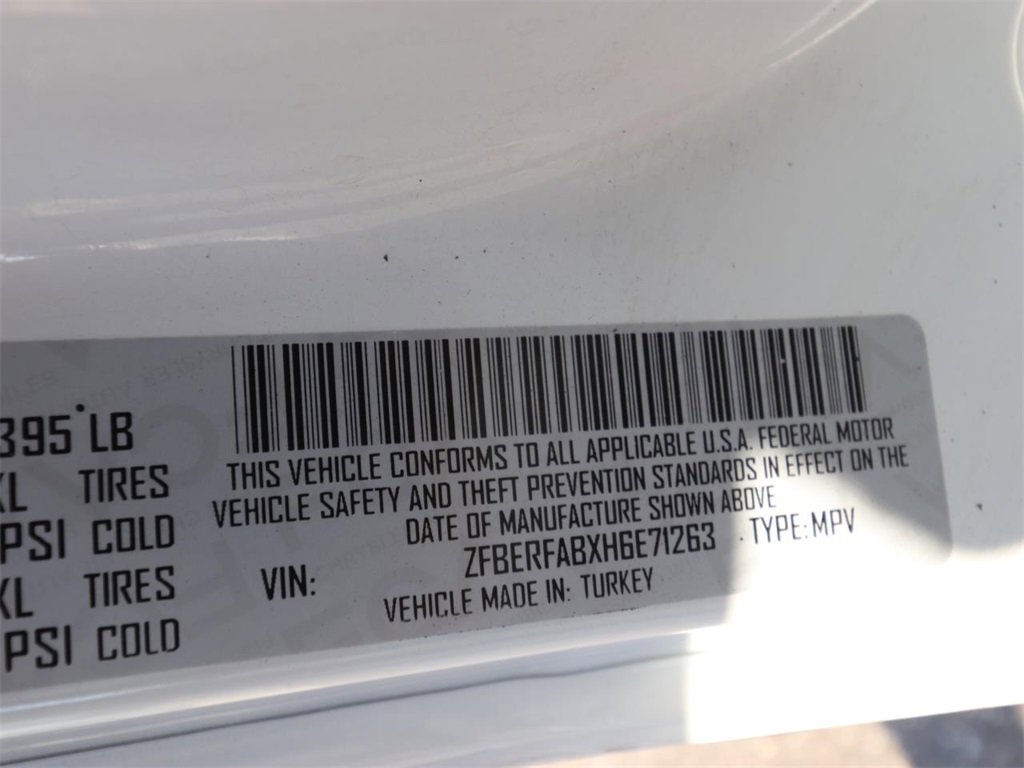 395 LB
XL TIRES
PSI COLD
XL TIRES
PSI COLD
THIS VEHICLE CONFORMS TO ALL APPLICABLE U.S.A. FEDERAL MOTOR
VEHICLE SAFETY AND THEFT PREVENTION STANDARDS IN EFFECT ON THE
DATE OF MANUFACTURE SHOWN ABOVE
VIN: ZFBERFABXH6E71263 TYPE: MPV
VEHICLE MADE IN: TURKEY